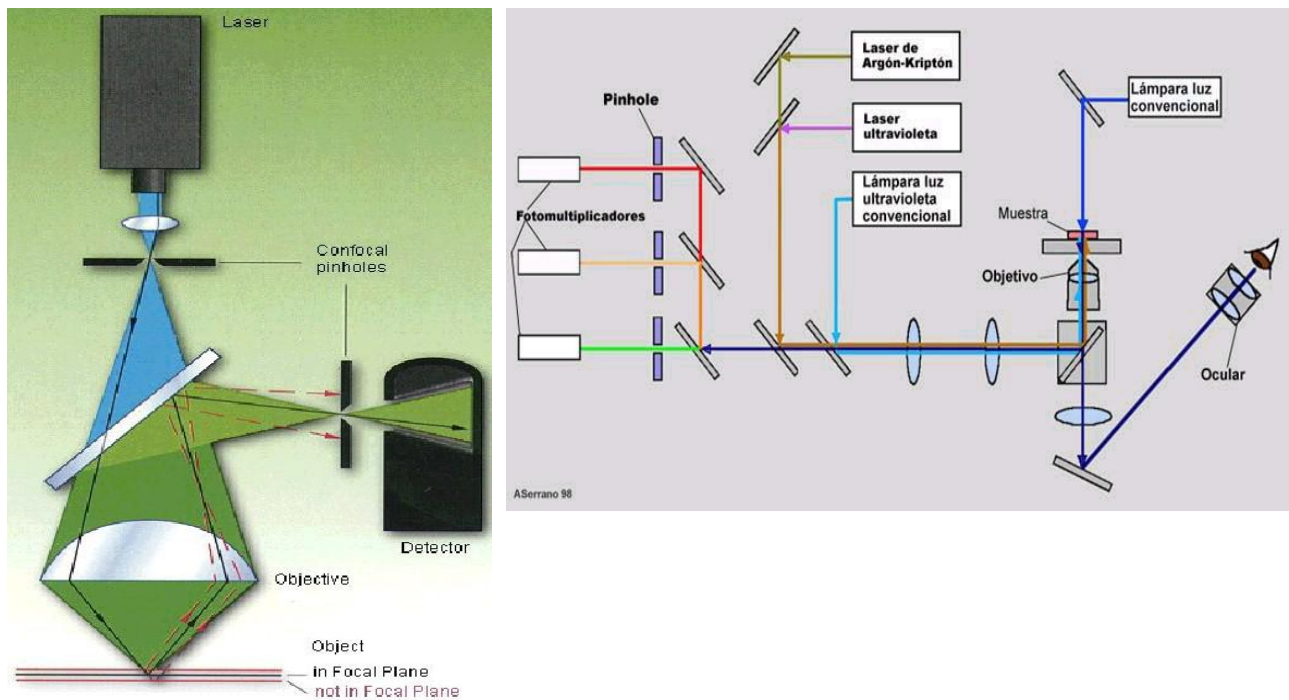 Laser
Confocal
pinholes
Detector
Objective
Object
in Focal Plane
not in Focal Plane
Laser de
Argón-Kriptón
Lámpara luz
convencional
Pinhole
Laser
ultravioleta
Lámpara luz
ultravioleta
convencional
Fotomultiplicadores
Muestra
Objetivo
Ocular
ASerrano 98